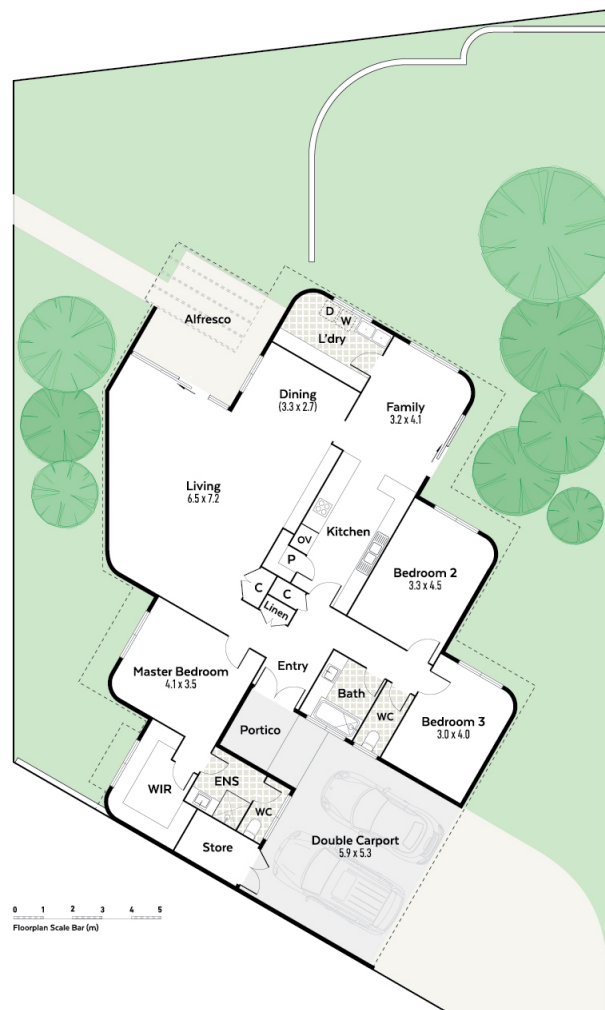 Alfresco
D
W
L'dry
Dining
(3.3 x 2.7)
Family
3.2 x 4.1
Living
6.5 x 7.2
OV
Kitchen
P
C
C
Linen
Bedroom 2
3.3 x 4.5
Master Bedroom
4.1 x 3.5
Entry
Bath
WC
Bedroom 3
3.0 x 4.0
Portico
ENS
WIR
WC
Store
Double Carport
5.9 x 5.3
0 1 2 3 4 5
Floorplan Scale Bar (m)